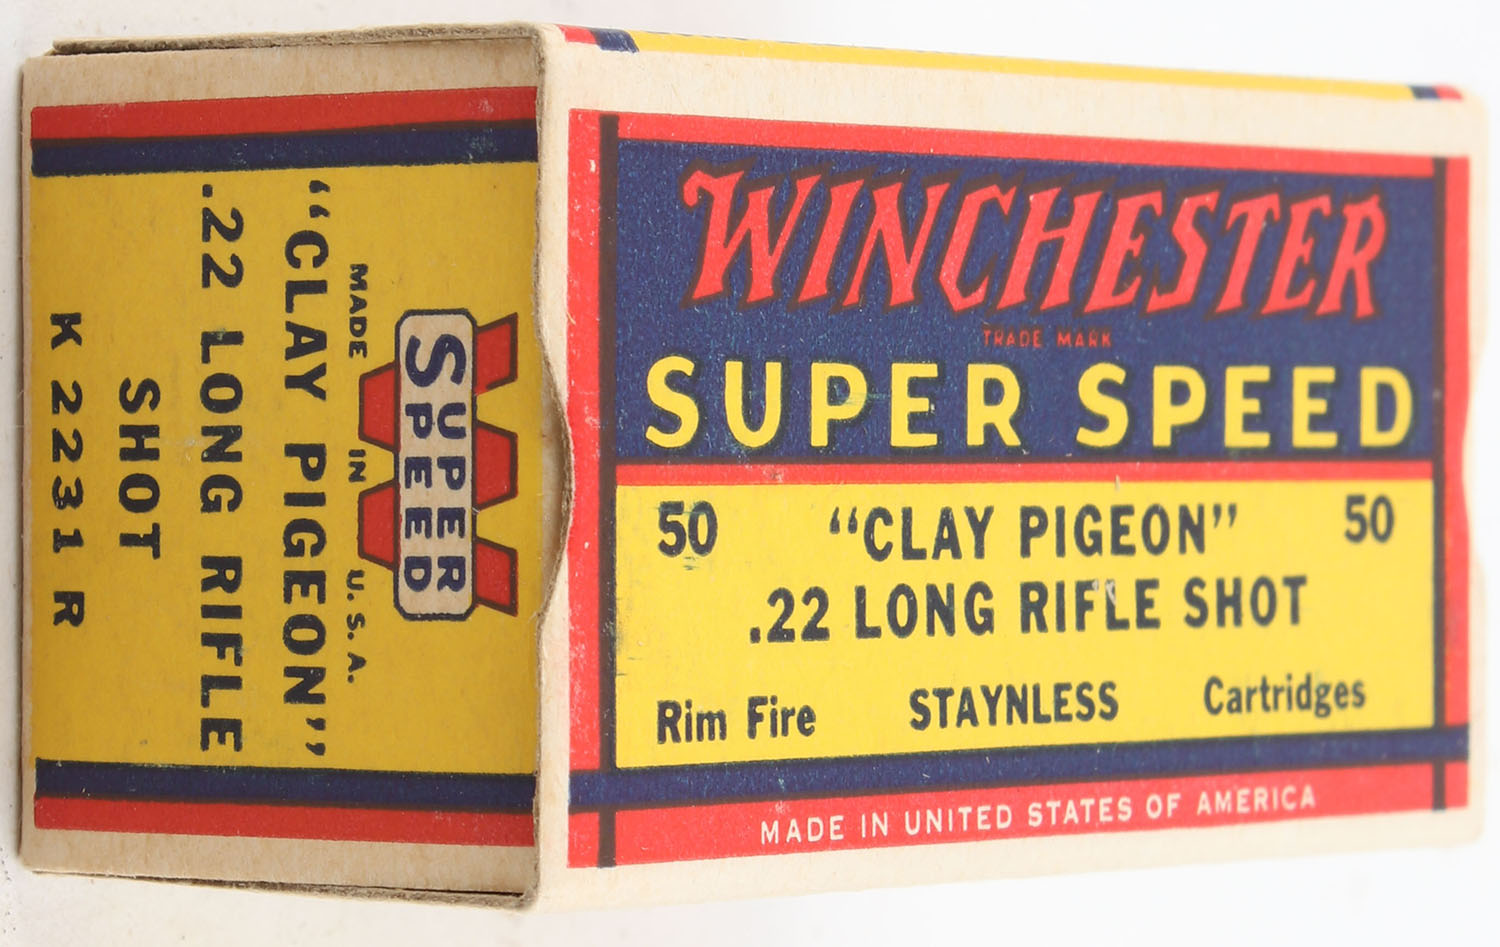 WINCHESTER
TRADE MARK
SUPER SPEED
50 "CLAY PIGEON" 50
.22 LONG RIFLE SHOT
Rim Fire STAYNLESS Cartridges
MADE IN UNITED STATES OF AMERICA
SUPER
SPEED
MADE IN U.S.A.
"CLAY PIGEON"
.22 LONG RIFLE
SHOT
K 2231 R